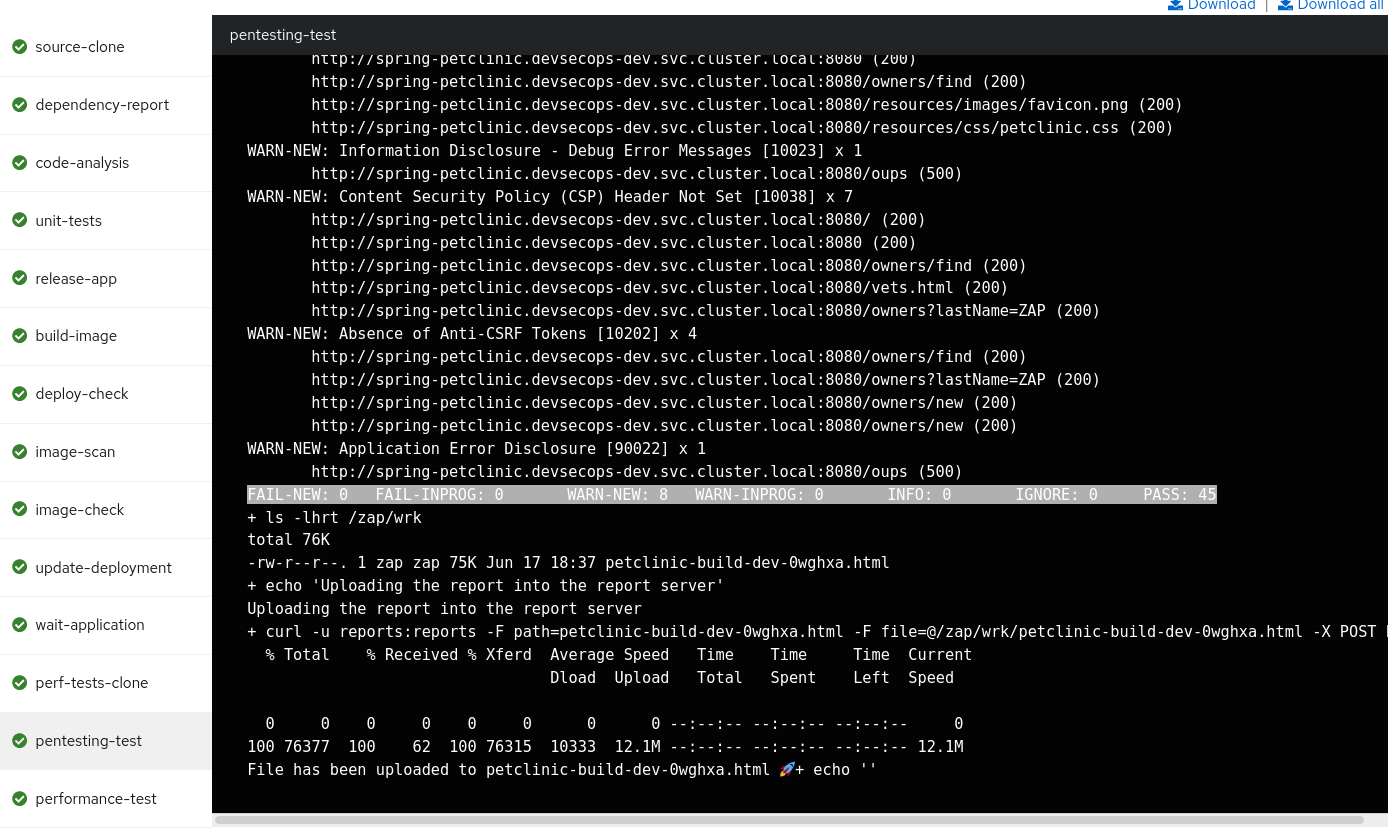 Download | Download all
source-clone
dependency-report
code-analysis
unit-tests
release-app
build-image
deploy-check
image-scan
image-check
update-deployment
wait-application
perf-tests-clone
pentesting-test
performance-test
pentesting-test
http://spring-petclinic.devsecops-dev.svc.cluster.local:8080 (200)
http://spring-petclinic.devsecops-dev.svc.cluster.local:8080/owners/find (200)
http://spring-petclinic.devsecops-dev.svc.cluster.local:8080/resources/images/favicon.png (200)
http://spring-petclinic.devsecops-dev.svc.cluster.local:8080/resources/css/petclinic.css (200)
WARN-NEW: Information Disclosure - Debug Error Messages [10023] x 1
http://spring-petclinic.devsecops-dev.svc.cluster.local:8080/oups (500)
WARN-NEW: Content Security Policy (CSP) Header Not Set [10038] x 7
http://spring-petclinic.devsecops-dev.svc.cluster.local:8080/ (200)
http://spring-petclinic.devsecops-dev.svc.cluster.local:8080 (200)
http://spring-petclinic.devsecops-dev.svc.cluster.local:8080/owners/find (200)
http://spring-petclinic.devsecops-dev.svc.cluster.local:8080/vets.html (200)
http://spring-petclinic.devsecops-dev.svc.cluster.local:8080/owners?lastName=ZAP (200)
WARN-NEW: Absence of Anti-CSRF Tokens [10202] x 4
http://spring-petclinic.devsecops-dev.svc.cluster.local:8080/owners/find (200)
http://spring-petclinic.devsecops-dev.svc.cluster.local:8080/owners?lastName=ZAP (200)
http://spring-petclinic.devsecops-dev.svc.cluster.local:8080/owners/new (200)
http://spring-petclinic.devsecops-dev.svc.cluster.local:8080/owners/new (200)
WARN-NEW: Application Error Disclosure [90022] x 1
http://spring-petclinic.devsecops-dev.svc.cluster.local:8080/oups (500)
FAIL-NEW: 0 FAIL-INPROG: 0 WARN-NEW: 8 WARN-INPROG: 0 INFO: 0 IGNORE: 0 PASS: 45
+ ls -lhrt /zap/wrk
total 76K
-rw-r--r--. 1 zap zap 75K Jun 17 18:37 petclinic-build-dev-0wghxa.html
+ echo 'Uploading the report into the report server'
Uploading the report into the report server
+ curl -u reports:reports -F path=petclinic-build-dev-0wghxa.html -F file=@/zap/wrk/petclinic-build-dev-0wghxa.html -X POST
% Total % Received % Xferd Average Speed Time Time Time Current
Dload Upload Total Spent Left Speed
0 0 0 0 0 0 0 0 --:--:-- --:--:-- --:--:-- 0
100 76377 100 62 100 76315 10333 12.1M --:--:-- --:--:-- --:--:-- 12.1M
File has been uploaded to petclinic-build-dev-0wghxa.html 🚀+ echo ''